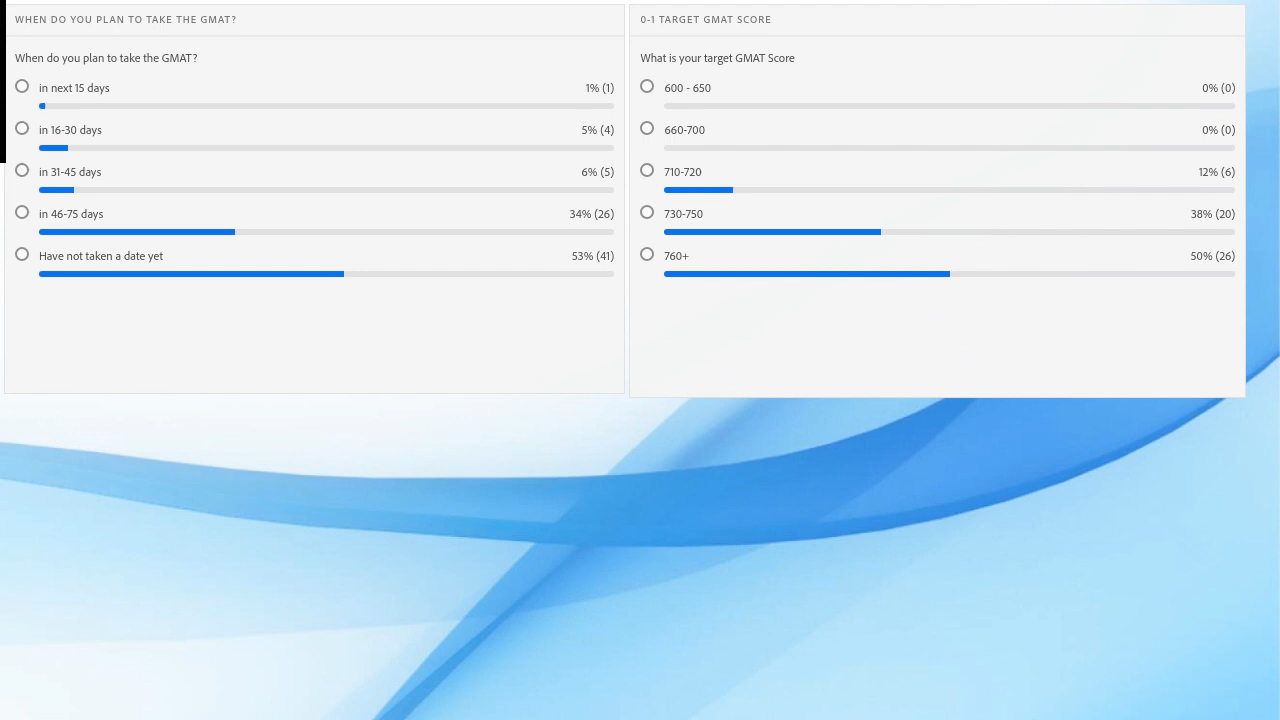 WHEN DO YOU PLAN TO TAKE THE GMAT?
When do you plan to take the GMAT?
in next 15 days 1% (1)
in 16-30 days 5% (4)
in 31-45 days 6% (5)
in 46-75 days 34% (26)
Have not taken a date yet 53% (41)
0-1 TARGET GMAT SCORE
What is your target GMAT Score
600 - 650 0% (0)
660-700 0% (0)
710-720 12% (6)
730-750 38% (20)
760+ 50% (26)